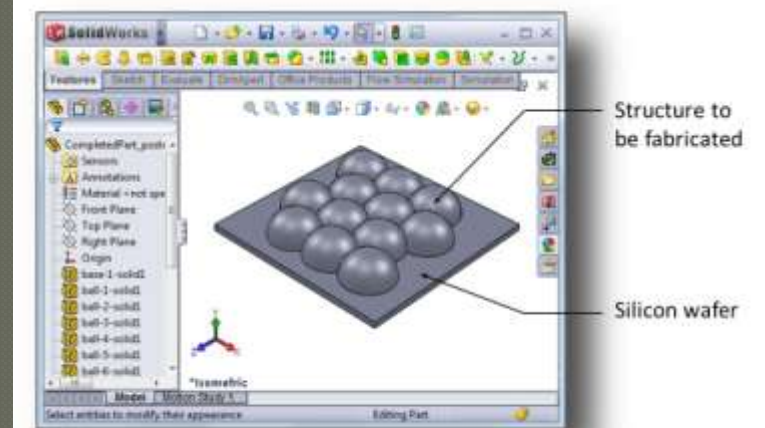 SolidWorks
Features Sketch Evaluate DimXpert Office Products Flow Simulation Simulation
CompletedPart_posts
Sensors
Annotations
Material <not spe
Front Plane
Top Plane
Right Plane
Origin
base-1-solid1
ball-1-solid1
ball-2-solid1
ball-3-solid1
ball-4-solid1
ball-5-solid1
ball-6-solid1
*Isometric
Model Motion Study 1
Select entities to modify their appearance Editing Part
Structure to
be fabricated
Silicon wafer